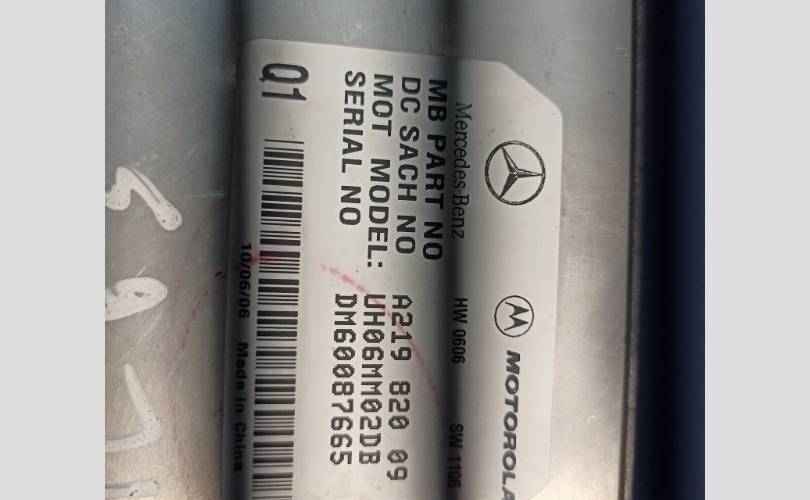 MOTOROLA
Mercedes-Benz HW 0606 SW 1106
MB PART NO
DC SACH NO A219 820 09
MOT MODEL: UH06MM02DB
SERIAL NO DM60087665
Q1
10/06/06 Made in China